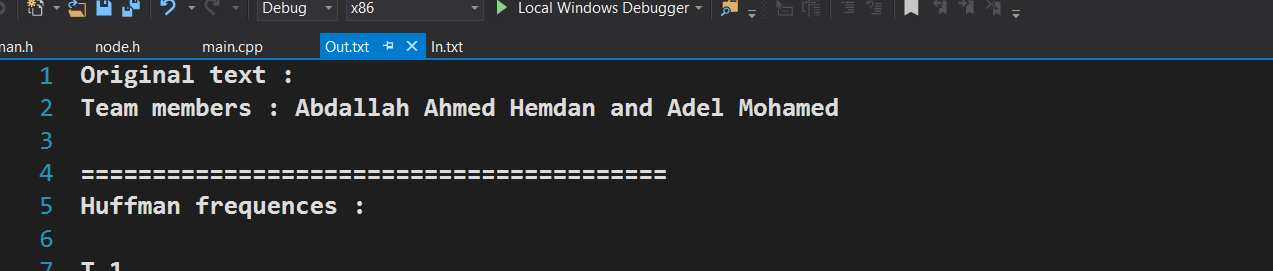 Debug x86 Local Windows Debugger
man.h node.h main.cpp Out.txt In.txt
1 Original text :
2 Team members : Abdallah Ahmed Hemdan and Adel Mohamed
3
4 =========================================
5 Huffman frequences :
6
7 T 1